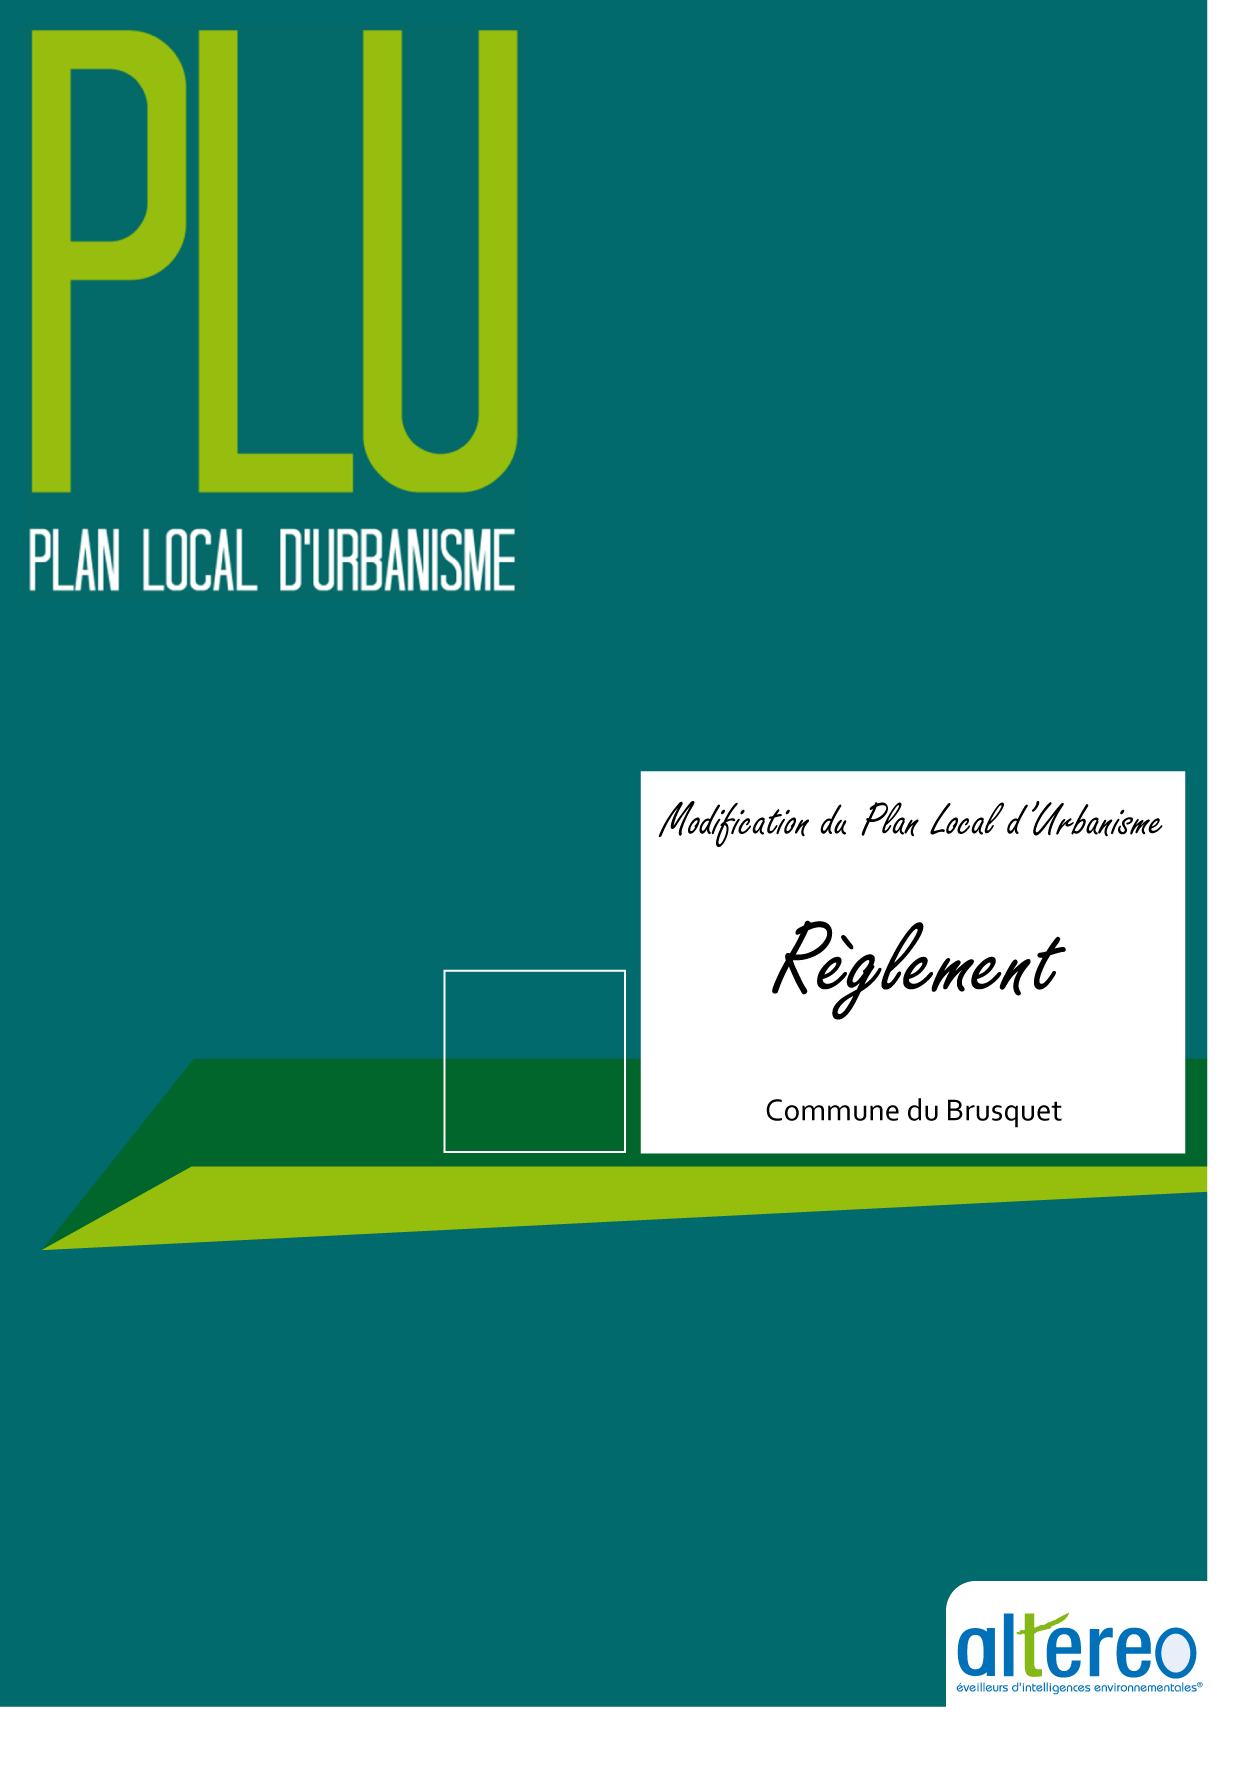 PLU
PLAN LOCAL D'URBANISME
Modification du Plan Local d'Urbanisme
Règlement
Commune du Brusquet
altereo
éveilleurs d'intelligences environnementales®